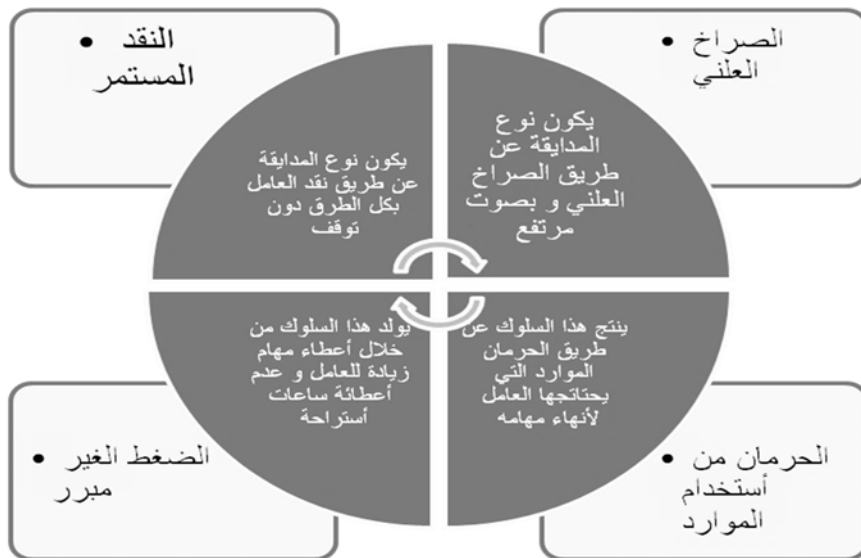 الصراخ
العلني
يكون نوع
المدايقة عن
طريق الصراخ
العلني و بصوت
مرتفع
النقد
المستمر
يكون نوع المدايقة
عن طريق نقد العامل
بكل الطرق دون
توقف
ينتج هذا السلوك عن
طريق الحرمان
الموارد التي
يحتاتجها العامل
لأنهاء مهامه
الحرمان من
أستخدام
الموارد
يولد هذا السلوك من
خلال أعطاء مهام
زيادة للعامل و عدم
أعطائة ساعات
أستراحة
الضغط الغير
مبرر